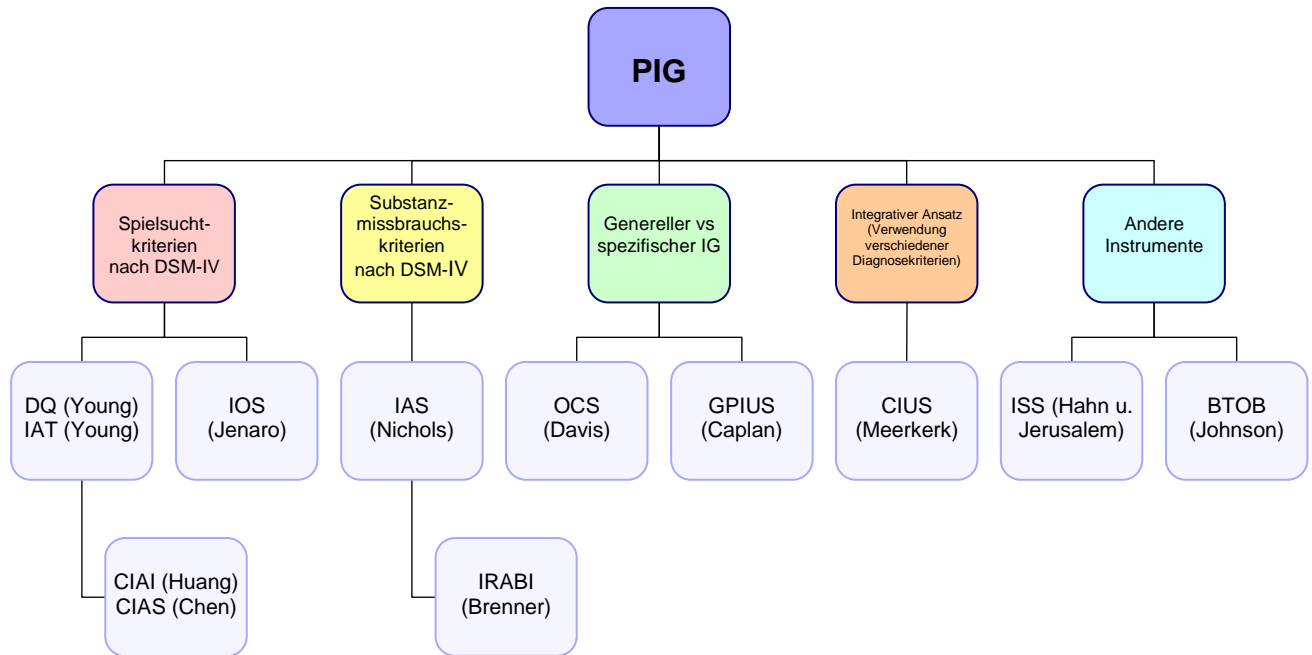 PIG
Spielsucht-
kriterien
nach DSM-IV
Substanz-
missbrauchs-
kriterien
nach DSM-IV
Genereller vs
spezifischer IG
Integrativer Ansatz
(Verwendung
verschiedener
Diagnosekriterien)
Andere
Instrumente
DQ (Young)
IAT (Young)
IOS
(Jenaro)
IAS
(Nichols)
OCS
(Davis)
GPIUS
(Caplan)
CIUS
(Meerkerk)
ISS (Hahn u.
Jerusalem)
BTOB
(Johnson)
CIAI (Huang)
CIAS (Chen)
IRABI
(Brenner)